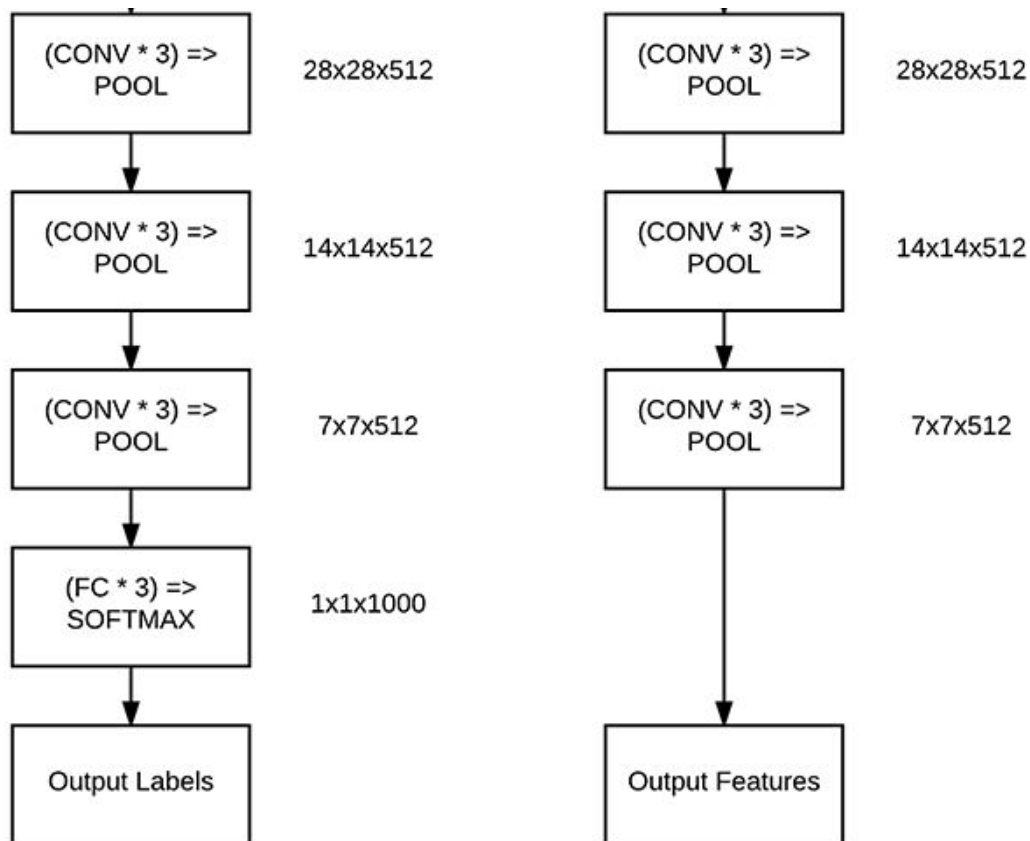 (CONV * 3) =>
POOL
28x28x512
(CONV * 3) =>
POOL
14x14x512
(CONV * 3) =>
POOL
7x7x512
(FC * 3) =>
SOFTMAX
1x1x1000
Output Labels
(CONV * 3) =>
POOL
28x28x512
(CONV * 3) =>
POOL
14x14x512
(CONV * 3) =>
POOL
7x7x512
Output Features